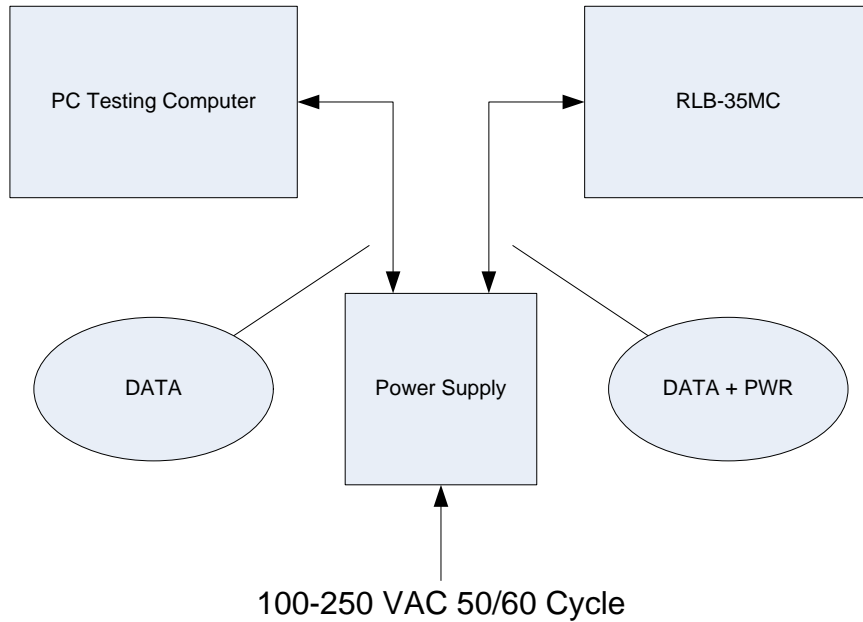 PC Testing Computer
RLB-35MC
DATA
Power Supply
DATA + PWR
100-250 VAC 50/60 Cycle